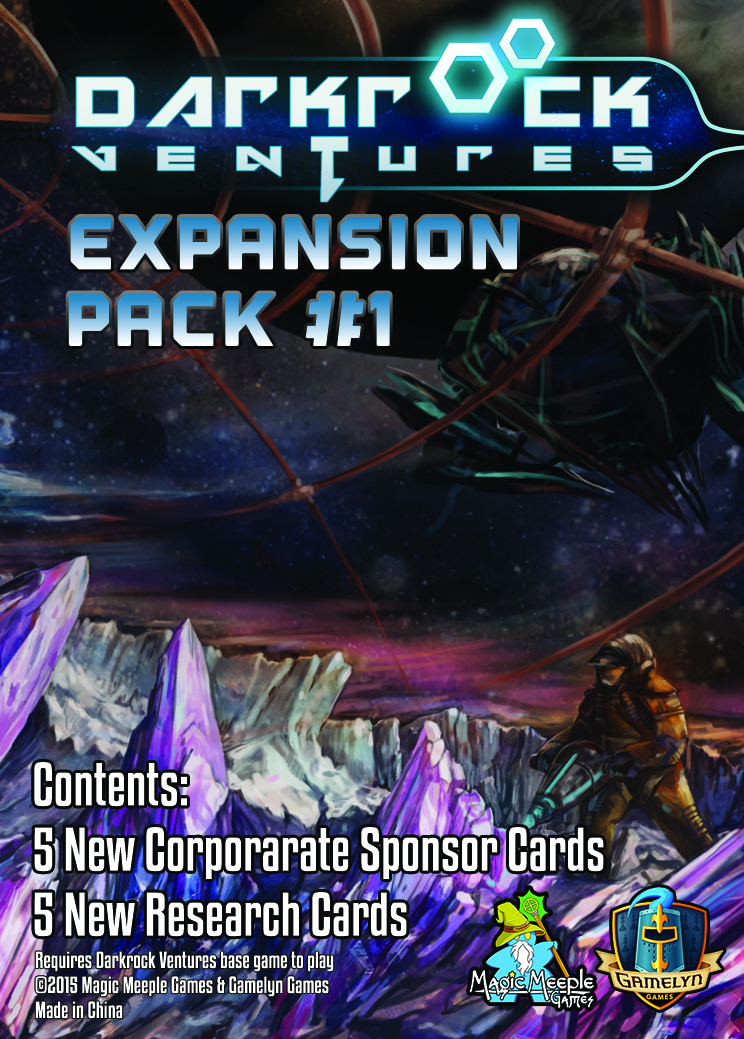 DARKROCK
VENTURES
EXPANSION
PACK #1
Contents:
5 New Corporarate Sponsor Cards
5 New Research Cards
Requires Darkrock Ventures base game to play
©2015 Magic Meeple Games & Gamelyn Games
Made in China
Magic Meeple
Games
GAMELYN
GAMES